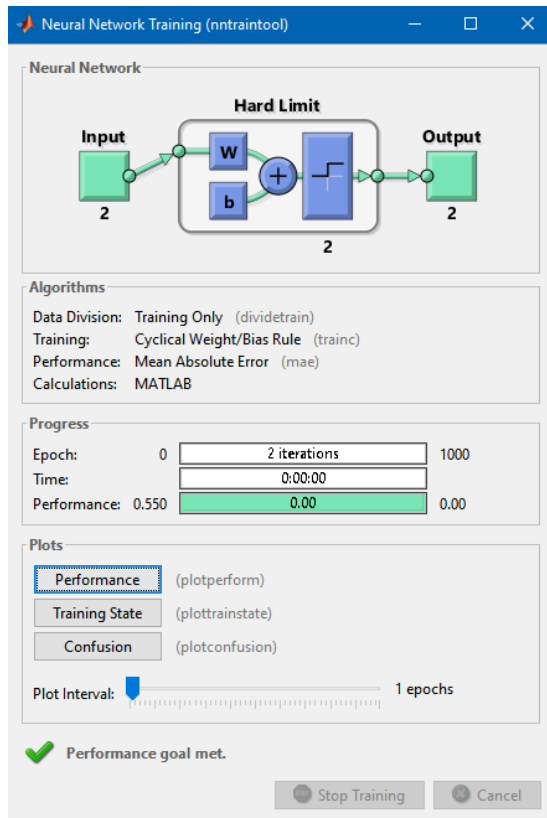 Neural Network Training (nntraintool)
Neural Network
Hard Limit
Input
Output
W
b
+
2
2
2
Algorithms
Data Division: Training Only (dividetrain)
Training: Cyclical Weight/Bias Rule (trainc)
Performance: Mean Absolute Error (mae)
Calculations: MATLAB
Progress
Epoch: 0 2 iterations 1000
Time: 0:00:00
Performance: 0.550 0.00 0.00
Plots
Performance (plotperform)
Training State (plottrainstate)
Confusion (plotconfusion)
Plot Interval: 1 epochs
Performance goal met.
Stop Training Cancel